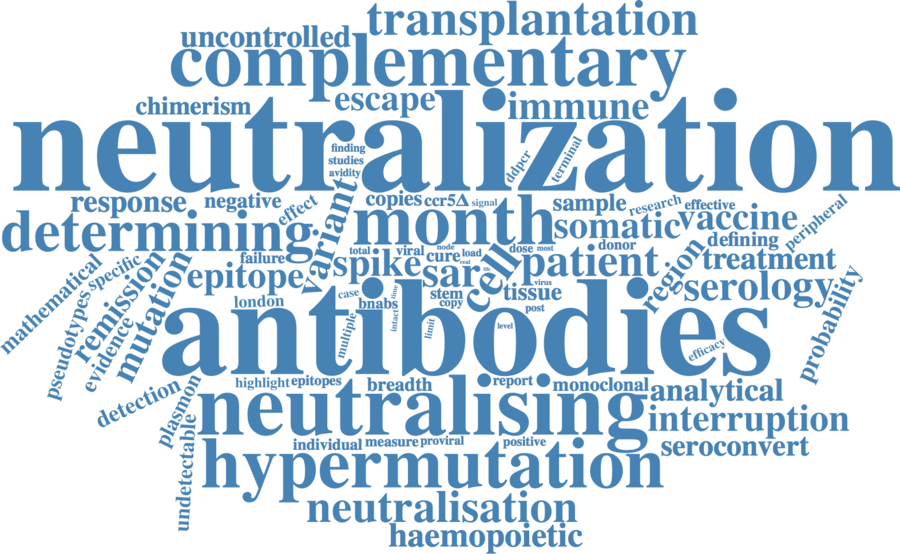 transplantation
uncontrolled
complementary
chimerism
escape
immune
neutralization
finding
studies
avidity
ddpcr
terminal
response
negative
effect
variant
copies
ccr5Δ
signal
sample
research
effective
peripheral
determining
month
somatic
vaccine
defining
mathematical
specific
remission
mutation
epitope
failure
total
viral
node
cure
load
read
dose
most
donor
spike
sars
cell
life
patient
region
treatment
pseudotypes
evidence
london
case
bnabs
time
stem
copy
tissue
virus
post
serology
probability
antibodies
multiple
intact
limit
level
efficacy
detection
plasmon
highlight
epitopes
breadth
report
monoclonal
analytical
neutralising
interruption
undetectable
individual
measure
proviral
positive
seroconvert
hypermutation
neutralisation
haemopoietic